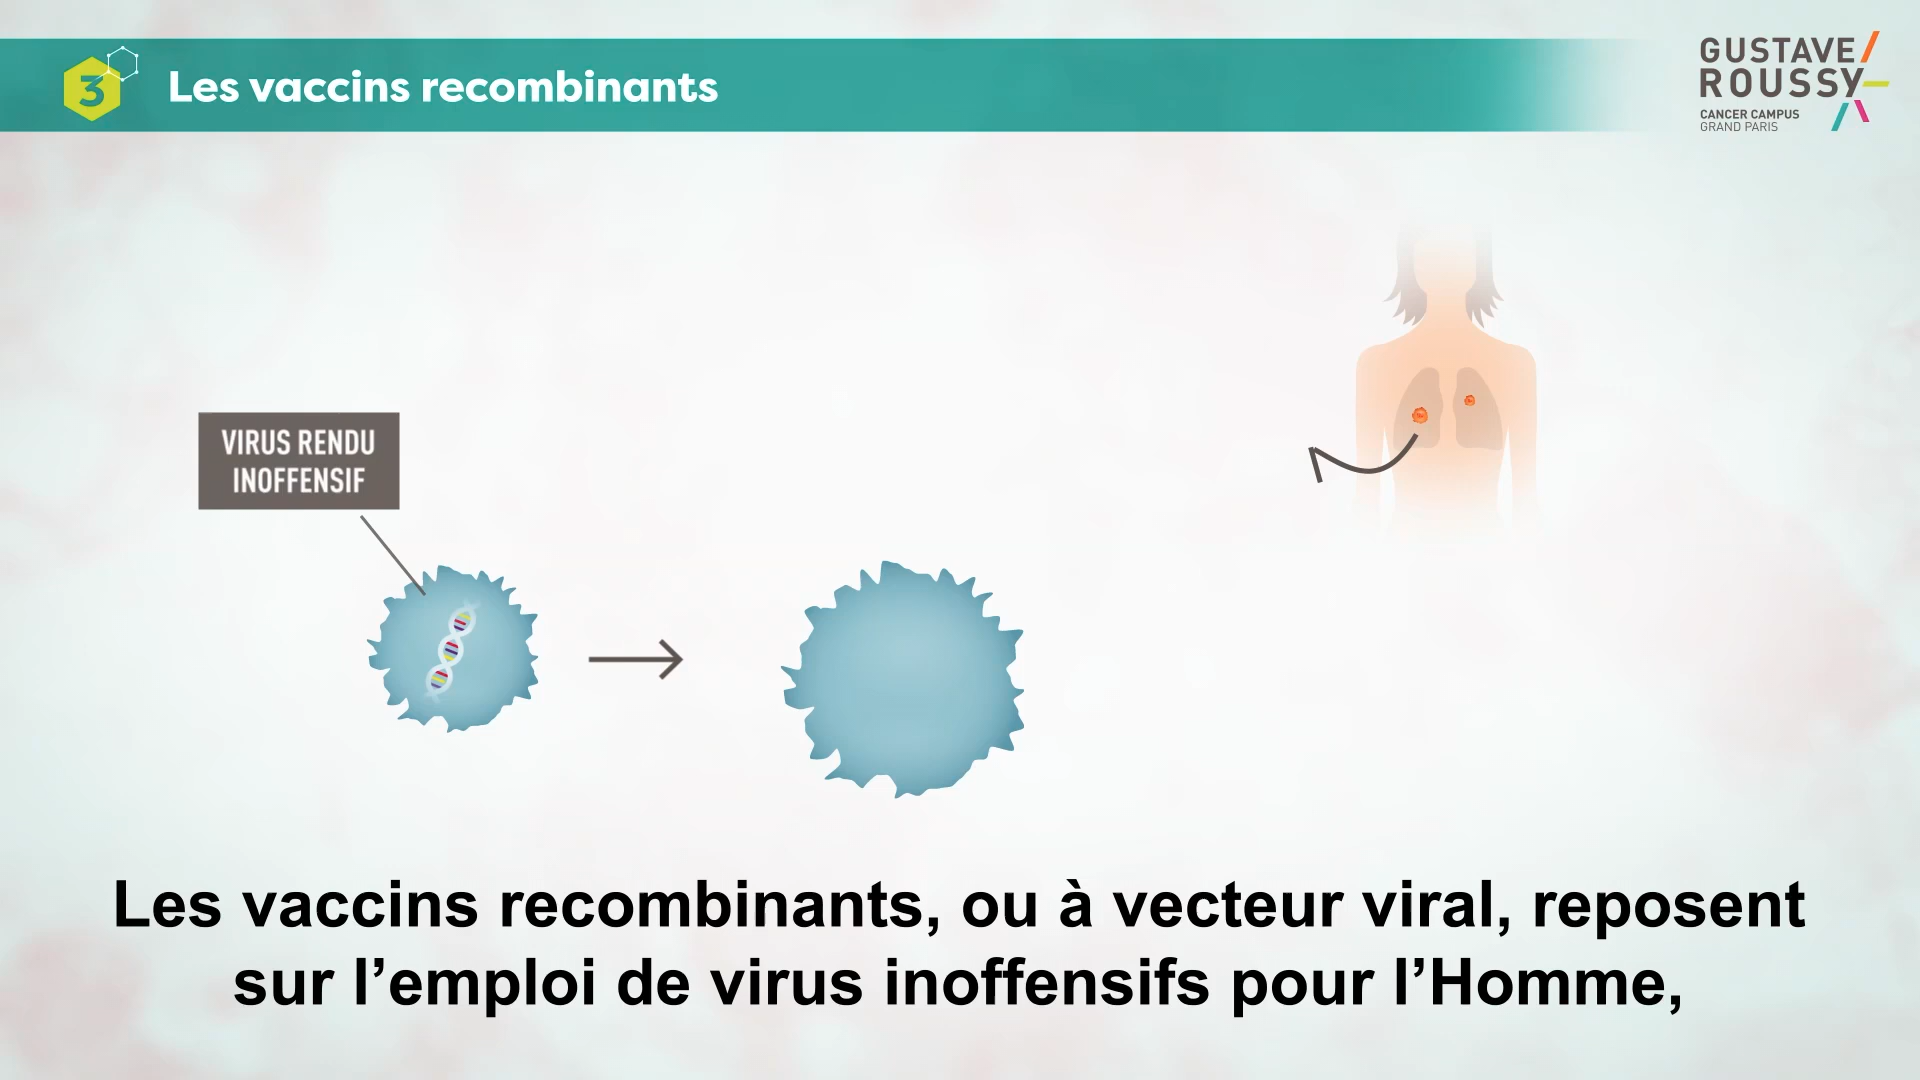 3
Les vaccins recombinants
GUSTAVE
ROUSSY
CANCER CAMPUS
GRAND PARIS
VIRUS RENDU
INOFFENSIF
Les vaccins recombinants, ou à vecteur viral, reposent
sur l’emploi de virus inoffensifs pour l’Homme,